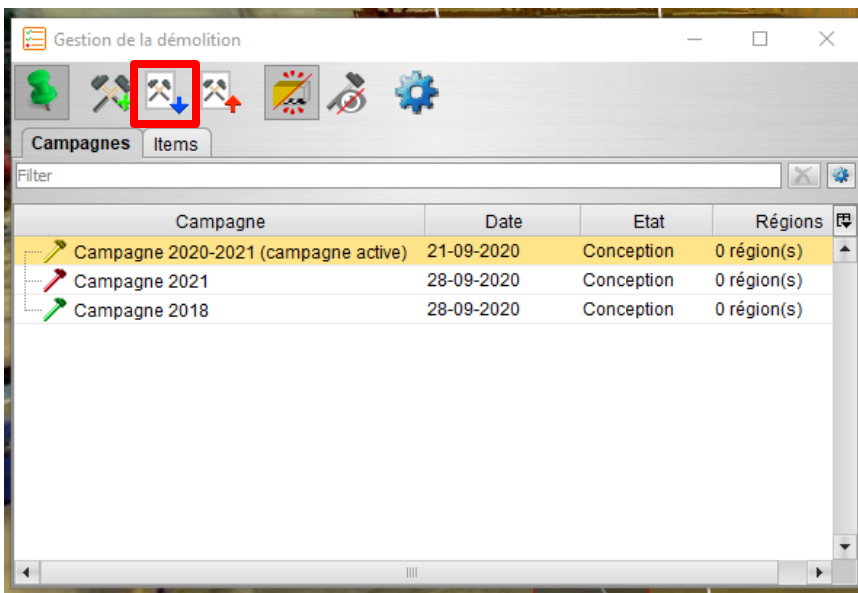 Gestion de la démolition
Campagnes Items
Filter
Campagne Date Etat Régions
Campagne 2020-2021 (campagne active) 21-09-2020 Conception 0 région(s)
Campagne 2021 28-09-2020 Conception 0 région(s)
Campagne 2018 28-09-2020 Conception 0 région(s)